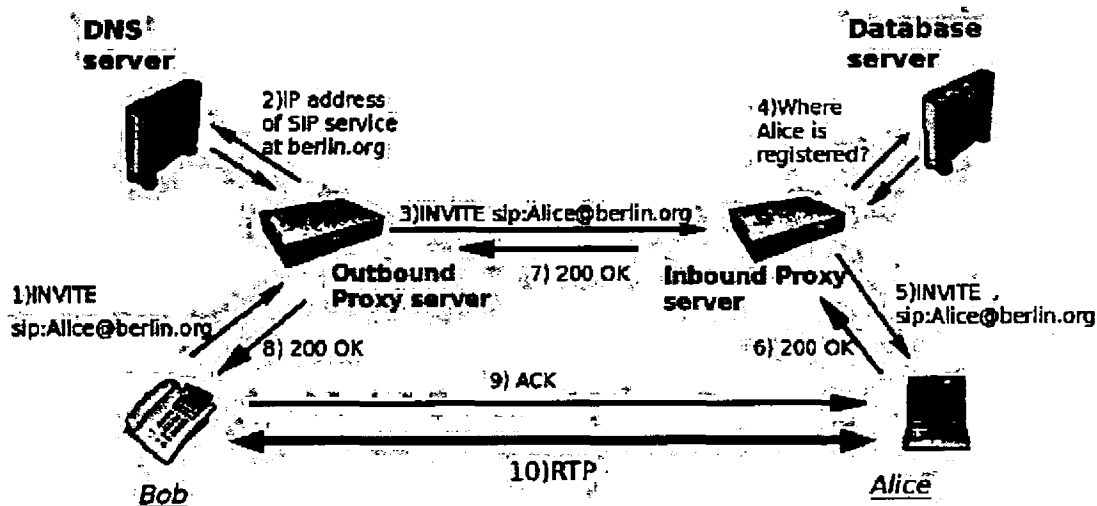 DNS
server
Database
server
2)IP address
of SIP service
at berlin.org
4)Where
Alice is
registered?
3)INVITE sip:Alice@berlin.org
7) 200 OK
Outbound
Proxy server
Inbound Proxy
server
1)INVITE
sip:Alice@berlin.org
5)INVITE
sip:Alice@berlin.org
8) 200 OK
6) 200 OK
9) ACK
10)RTP
Bob
Alice